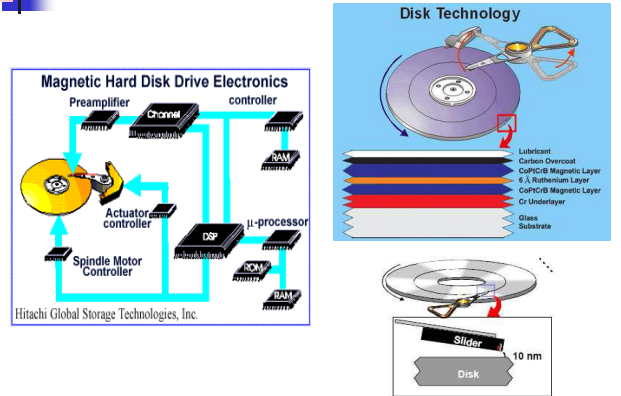 Magnetic Hard Disk Drive Electronics
Preamplifier
Channel
controller
RAM
Actuator
controller
DSP
μ-processor
Spindle Motor
Controller
ROM
RAM
Hitachi Global Storage Technologies, Inc.
Disk Technology
Lubricant
Carbon Overcoat
CoPtCrB Magnetic Layer
6 Å Ruthenium Layer
CoPtCrB Magnetic Layer
Cr Underlayer
Glass
Substrate
Slider
10 nm
Disk